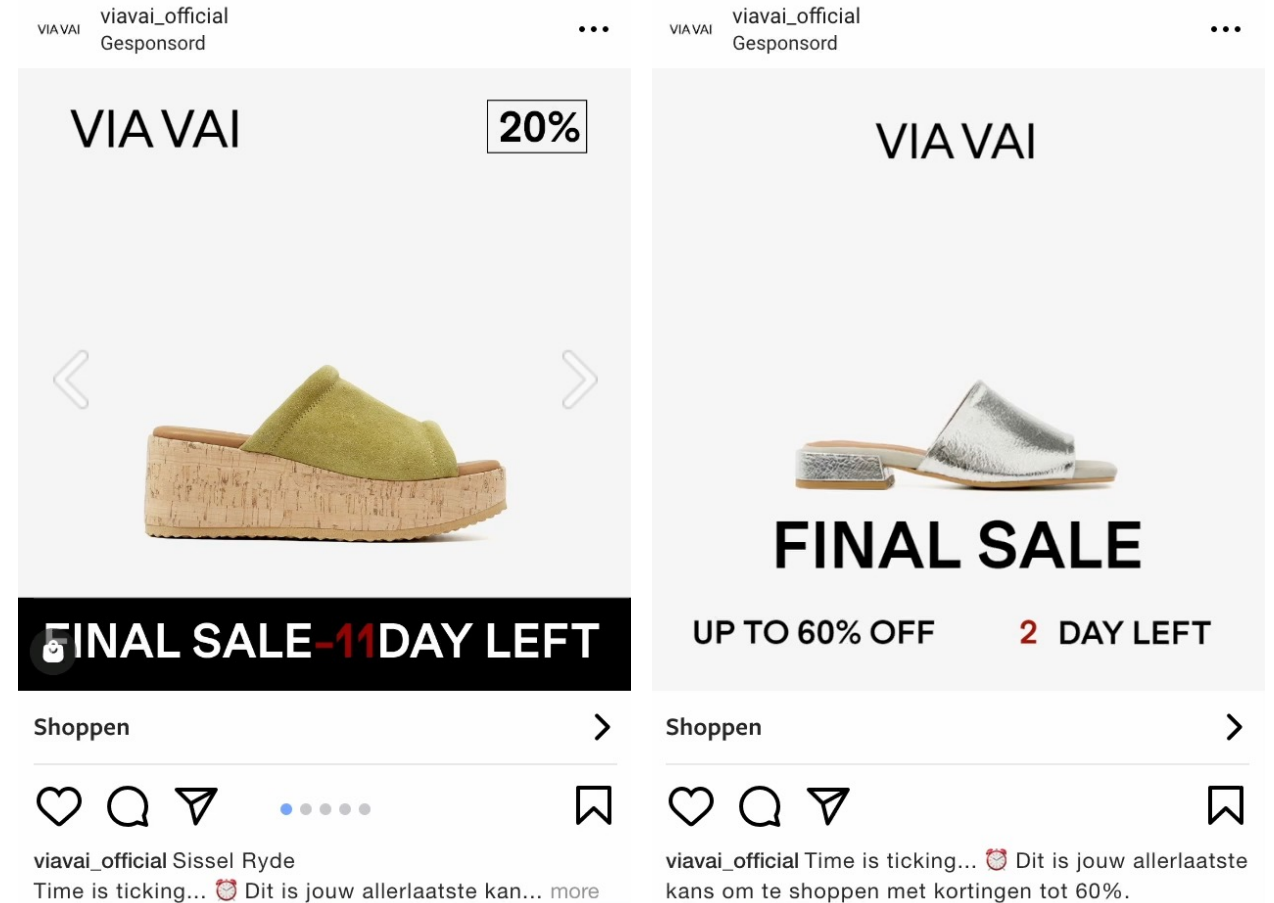 VIA VAI
viavai_official
Gesponsord
VIA VAI
20%
FINAL SALE-11DAY LEFT
Shoppen
viavai_official Sissel Ryde
Time is ticking... ⏰ Dit is jouw allerlaatste kan... more
VIA VAI
viavai_official
Gesponsord
VIA VAI
FINAL SALE
UP TO 60% OFF 2 DAY LEFT
Shoppen
viavai_official Time is ticking... ⏰ Dit is jouw allerlaatste
kans om te shoppen met kortingen tot 60%.